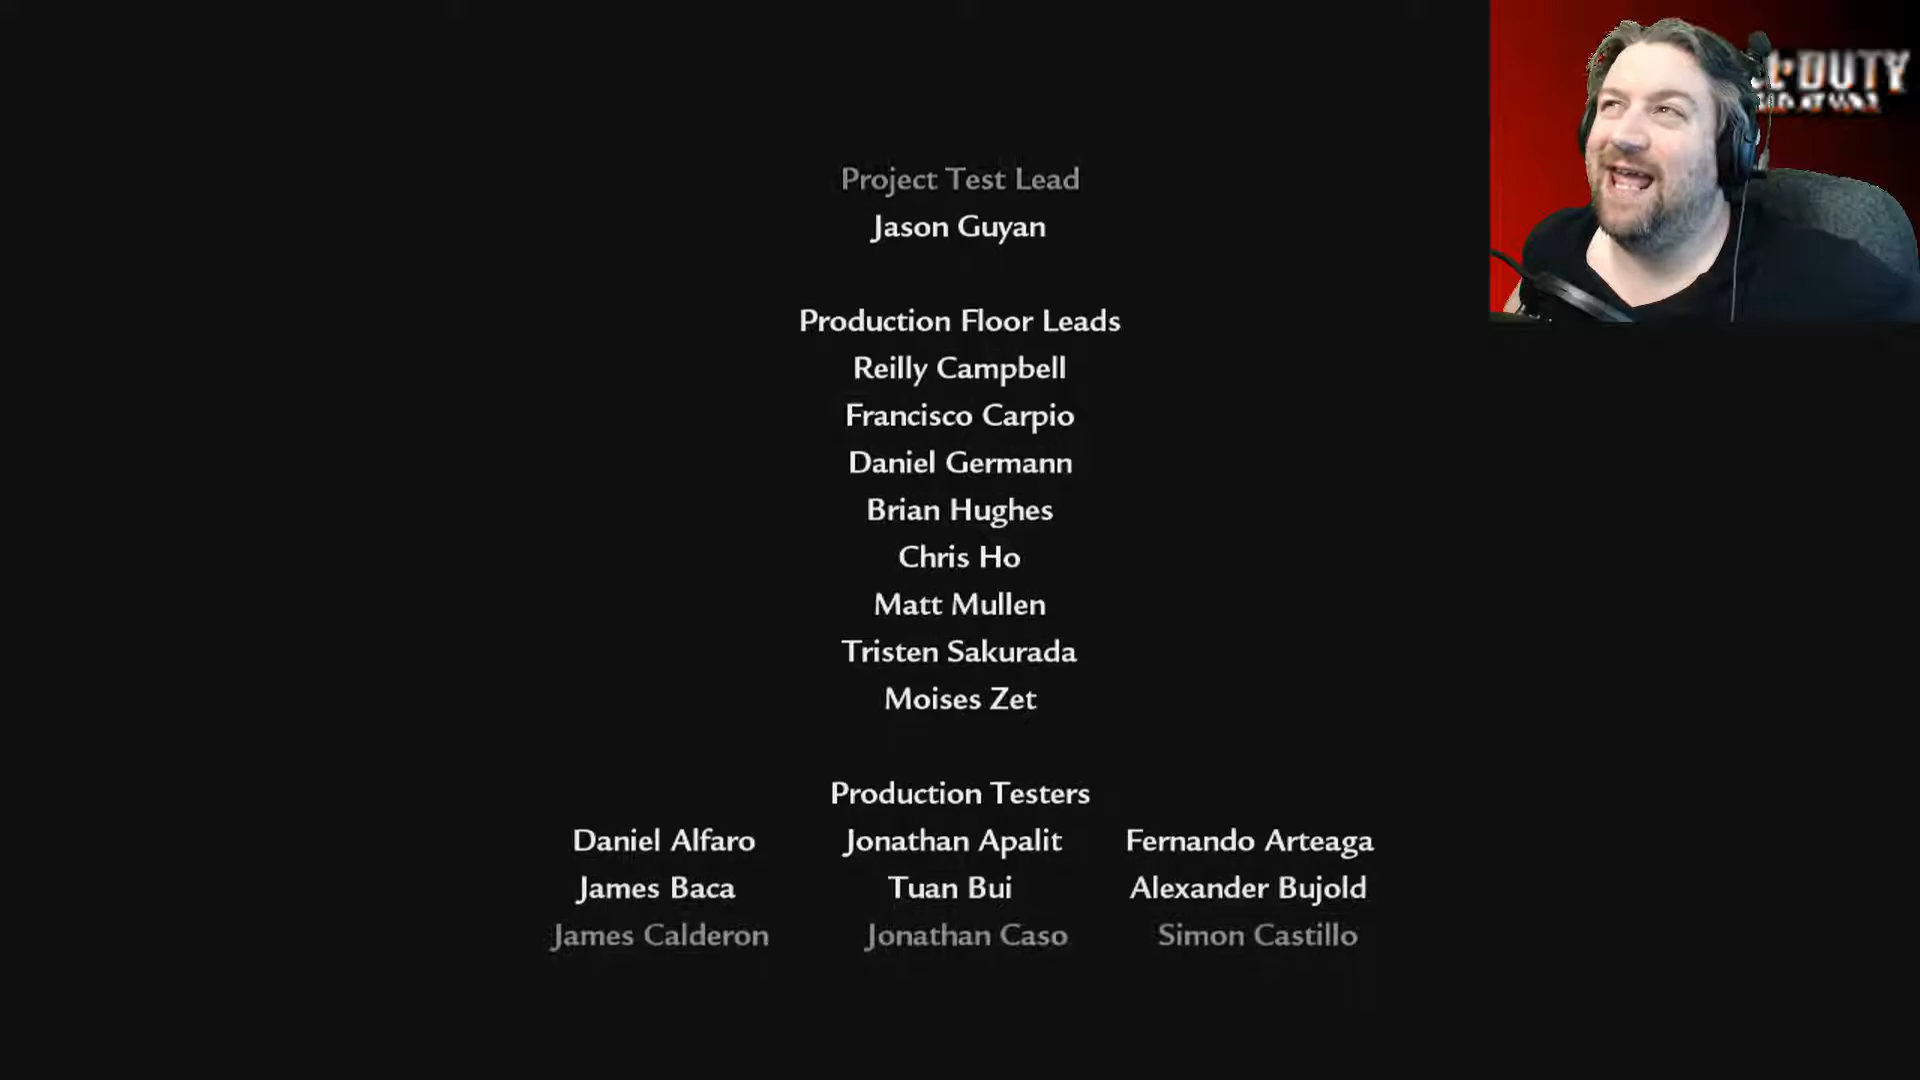 Project Test Lead
Jason Guyan
Production Floor Leads
Reilly Campbell
Francisco Carpio
Daniel Germann
Brian Hughes
Chris Ho
Matt Mullen
Tristen Sakurada
Moises Zet
Production Testers
Daniel Alfaro Jonathan Apalit Fernando Arteaga
James Baca Tuan Bui Alexander Bujold
James Calderon Jonathan Caso Simon Castillo
DUTY